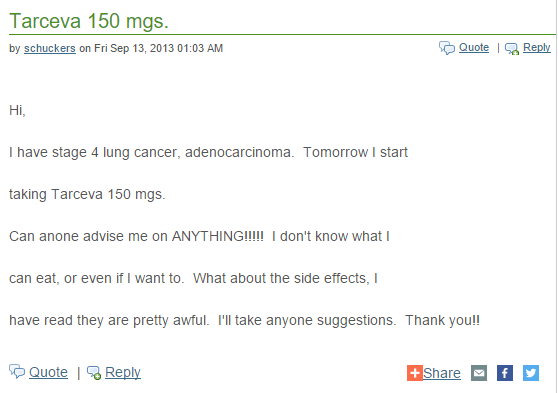 Tarceva 150 mgs.
by schuckers on Fri Sep 13, 2013 01:03 AM Quote | Reply
Hi,
I have stage 4 lung cancer, adenocarcinoma. Tomorrow I start
taking Tarceva 150 mgs.
Can anone advise me on ANYTHING!!!!! I don't know what I
can eat, or even if I want to. What about the side effects, I
have read they are pretty awful. I'll take anyone suggestions. Thank you!!
Quote | Reply Share